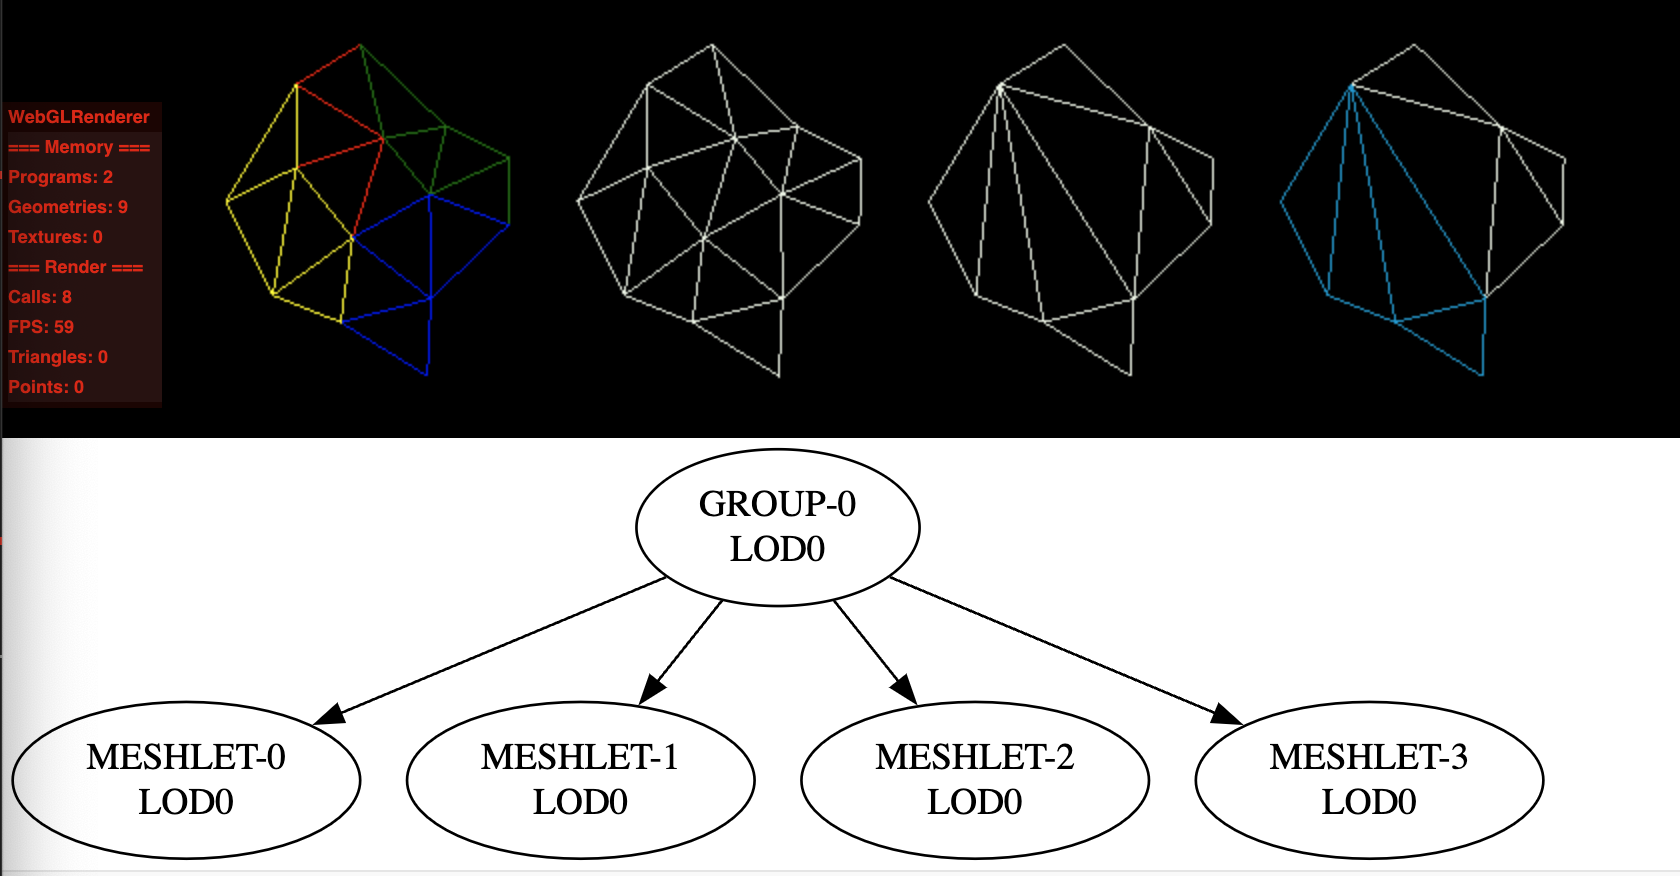 WebGLRenderer
=== Memory ===
Programs: 2
Geometries: 9
Textures: 0
=== Render ===
Calls: 8
FPS: 59
Triangles: 0
Points: 0
GROUP-0
LOD0
MESHLET-0
LOD0
MESHLET-1
LOD0
MESHLET-2
LOD0
MESHLET-3
LOD0